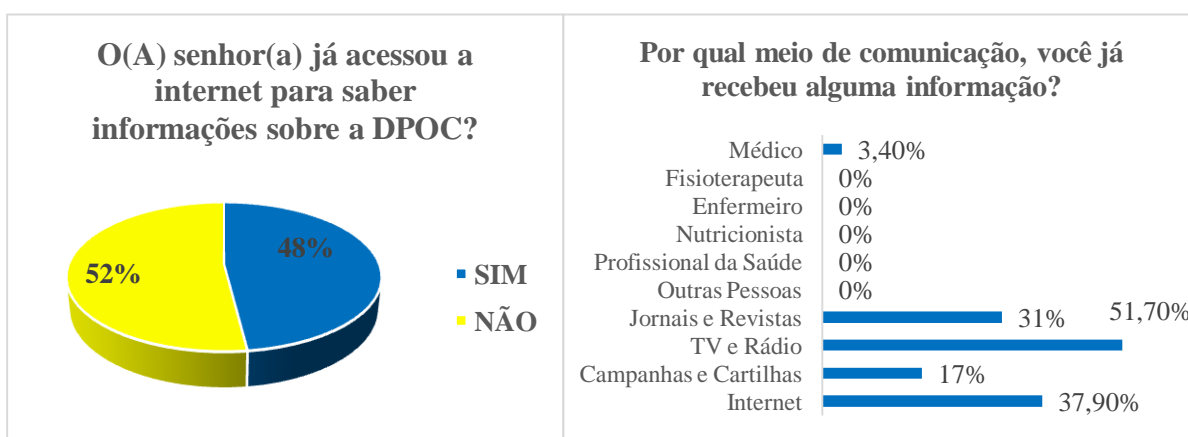 O(A) senhor(a) já acessou a
internet para saber
informações sobre a DPOC?
48%
52%
SIM
NÃO
Por qual meio de comunicação, você já
recebeu alguma informação?
Médico 3,40%
Fisioterapeuta 0%
Enfermeiro 0%
Nutricionista 0%
Profissional da Saúde 0%
Outras Pessoas 0%
Jornais e Revistas 31%
TV e Rádio 51,70%
Campanhas e Cartilhas 17%
Internet 37,90%